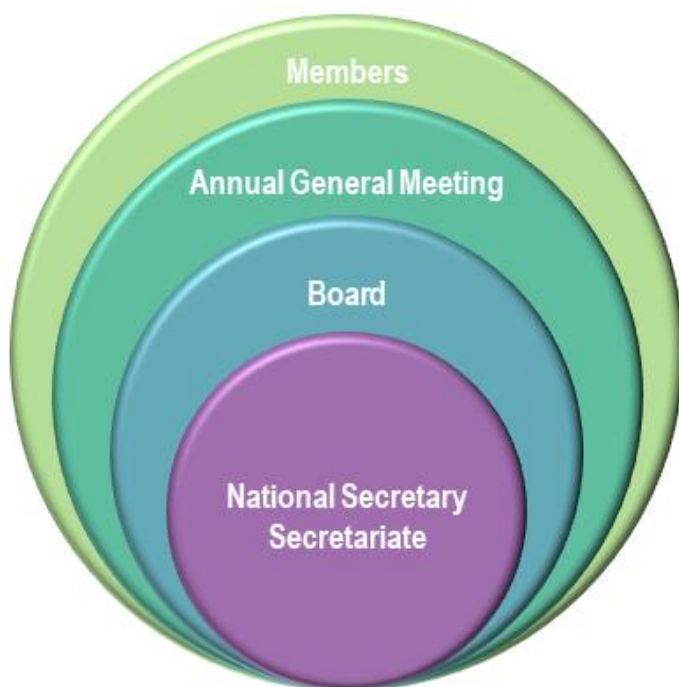 Members
Annual General Meeting
Board
National Secretary
Secretariate